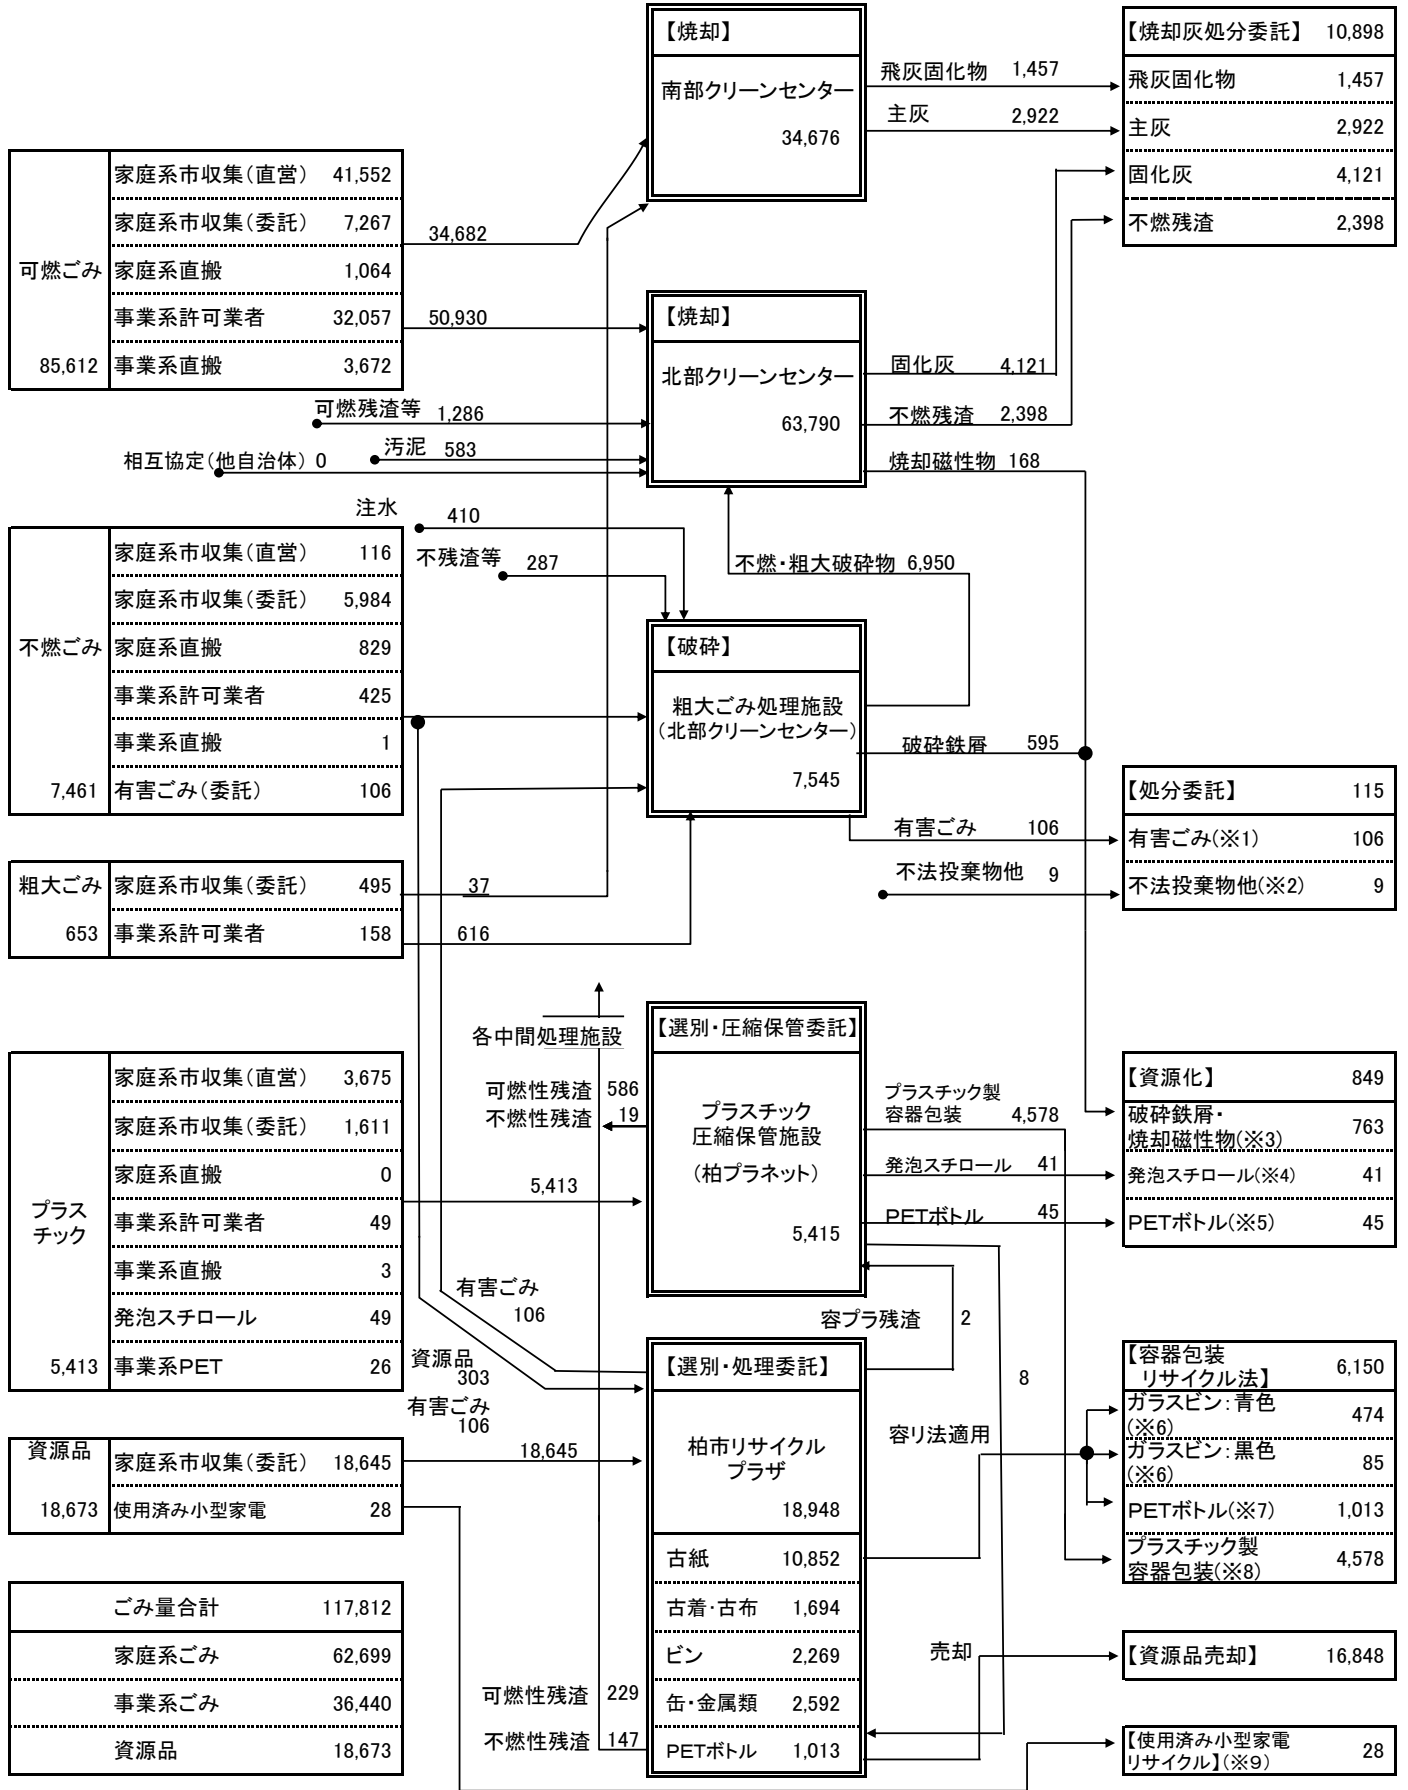 【焼却】
南部クリーンセンター
34,676
飛灰固化物 1,457
主灰 2,922
【焼却灰処分委託】 10,898
飛灰固化物 1,457
主灰 2,922
固化灰 4,121
不燃残渣 2,398
可燃ごみ
85,612
家庭系市収集(直営) 41,552
家庭系市収集(委託) 7,267
家庭系直搬 1,064
事業系許可業者 32,057
事業系直搬 3,672
34,682
50,930
【焼却】
北部クリーンセンター
63,790
固化灰 4,121
不燃残渣 2,398
焼却磁性物 168
可燃残渣等 1,286
汚泥 583
相互協定(他自治体) 0
注水 410
不残渣等 287
不燃・粗大破砕物 6,950
不燃ごみ
7,461
家庭系市収集(直営) 116
家庭系市収集(委託) 5,984
家庭系直搬 829
事業系許可業者 425
事業系直搬 1
有害ごみ(委託) 106
【破砕】
粗大ごみ処理施設
(北部クリーンセンター)
7,545
破砕鉄屑 595
有害ごみ 106
不法投棄物他 9
【処分委託】 115
有害ごみ(※1) 106
不法投棄物他(※2) 9
粗大ごみ
653
家庭系市収集(委託) 495
事業系許可業者 158
37
616
各中間処理施設
可燃性残渣 586
不燃性残渣 19
【選別・圧縮保管委託】
プラスチック
圧縮保管施設
(柏プラネット)
5,415
プラスチック製
容器包装 4,578
発泡スチロール 41
PETボトル 45
【資源化】 849
破砕鉄屑・
焼却磁性物(※3) 763
発泡スチロール(※4) 41
PETボトル(※5) 45
プラス
チック
5,413
家庭系市収集(直営) 3,675
家庭系市収集(委託) 1,611
家庭系直搬 0
事業系許可業者 49
事業系直搬 3
発泡スチロール 49
事業系PET 26
5,413
有害ごみ
106
容プラ残渣 2
8
資源品
303
有害ごみ
106
資源品
18,673
家庭系市収集(委託) 18,645
使用済み小型家電 28
18,645
【選別・処理委託】
柏市リサイクル
プラザ
18,948
古紙 10,852
古着・古布 1,694
ビン 2,269
缶・金属類 2,592
PETボトル 1,013
容リ法適用
売却
可燃性残渣 229
不燃性残渣 147
【容器包装
リサイクル法】 6,150
ガラスビン:青色
(※6) 474
ガラスビン:黒色
(※6) 85
PETボトル(※7) 1,013
プラスチック製
容器包装(※8) 4,578
【資源品売却】 16,848
【使用済み小型家電
リサイクル】(※9) 28
ごみ量合計 117,812
家庭系ごみ 62,699
事業系ごみ 36,440
資源品 18,673